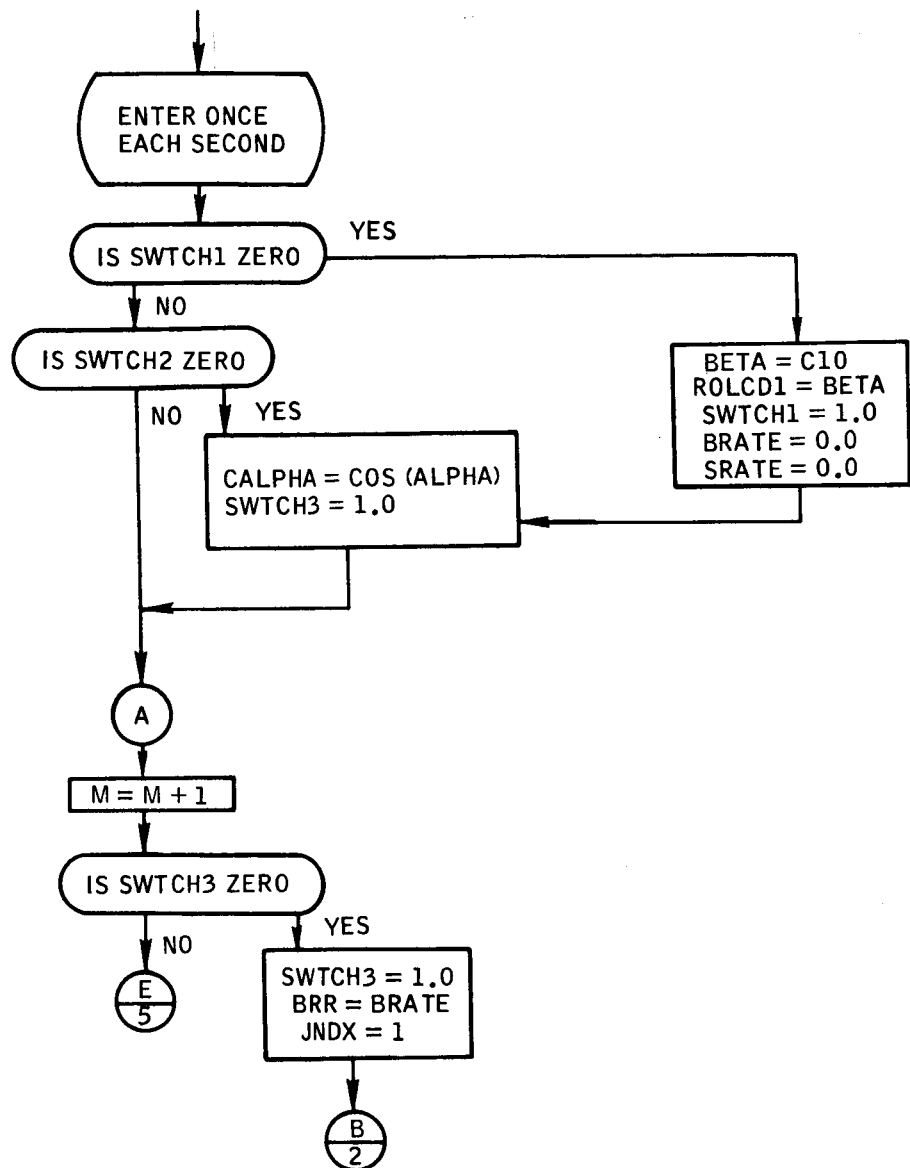 ENTER ONCE
EACH SECOND
IS SWTCH1 ZERO
YES
NO
IS SWTCH2 ZERO
NO
YES
BETA = C10
ROLCD1 = BETA
SWTCH1 = 1.0
BRATE = 0.0
SRATE = 0.0
CALPHA = COS (ALPHA)
SWTCH3 = 1.0
A
M = M + 1
IS SWTCH3 ZERO
NO
YES
E
5
SWTCH3 = 1.0
BRR = BRATE
JNDX = 1
B
2